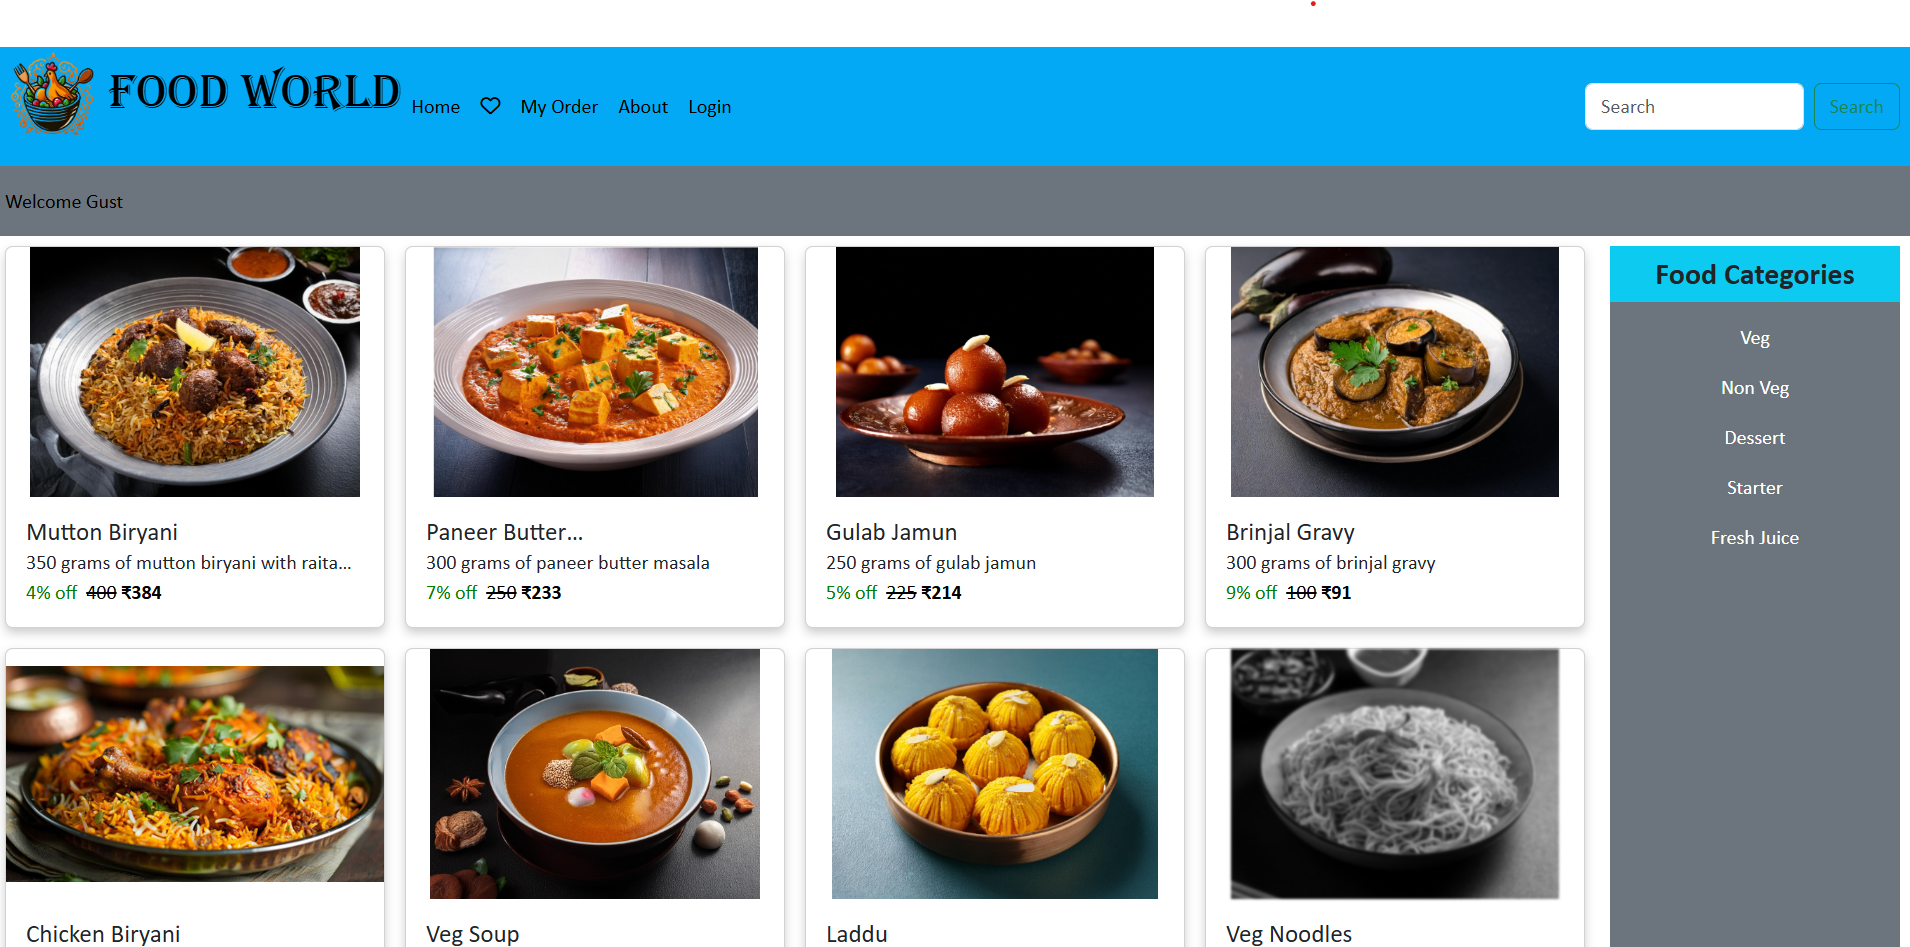 FOOD WORLD
Home My Order About Login
Search Search
Welcome Gust
Mutton Biryani
350 grams of mutton biryani with raita...
4% off 400 ₹384
Paneer Butter...
300 grams of paneer butter masala
7% off 250 ₹233
Gulab Jamun
250 grams of gulab jamun
5% off 225 ₹214
Brinjal Gravy
300 grams of brinjal gravy
9% off 100 ₹91
Chicken Biryani
Veg Soup
Laddu
Veg Noodles
Food Categories
Veg
Non Veg
Dessert
Starter
Fresh Juice